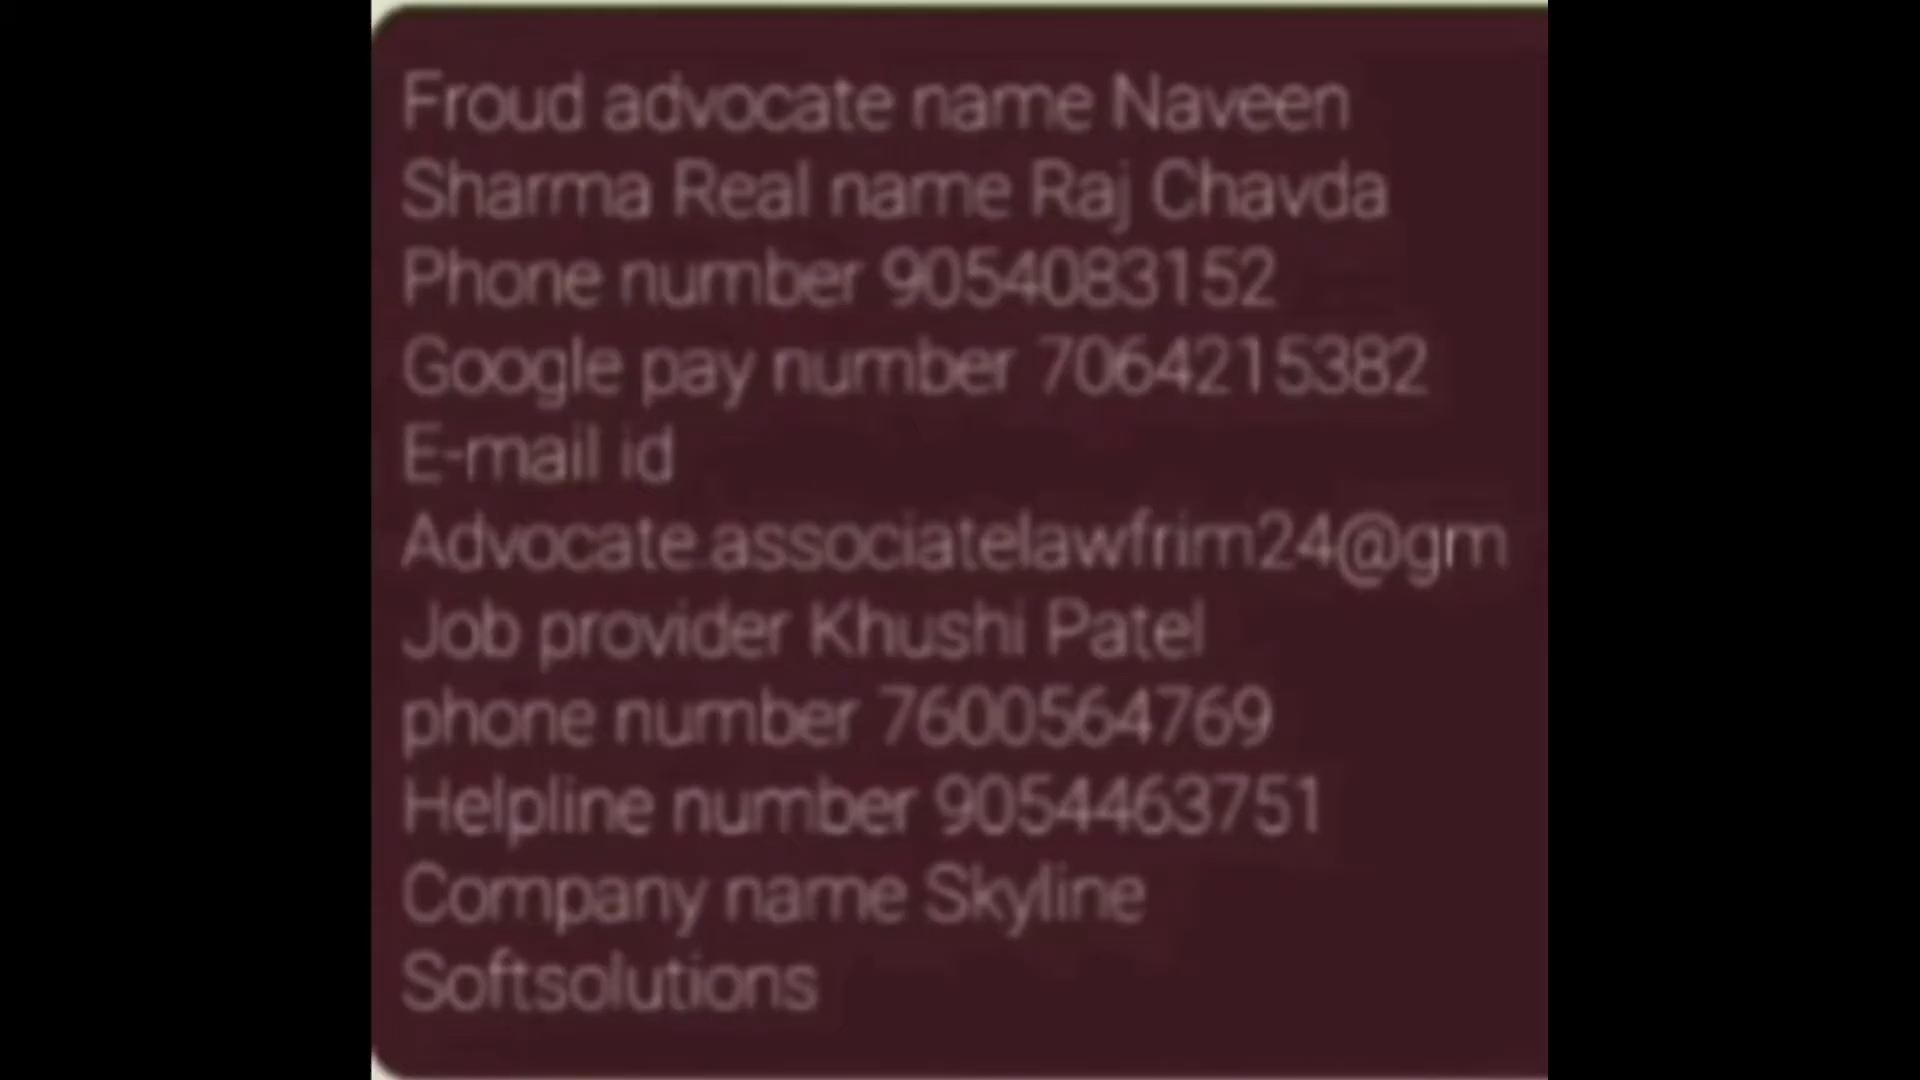 Froud advocate name Naveen
Sharma Real name Raj Chavda
Phone number 9054083152
Google pay number 7064215382
E-mail id
Advocate.associatelawfrim24@gm
Job provider Khushi Patel
phone number 7600564769
Helpline number 9054463751
Company name Skyline
Softsolutions